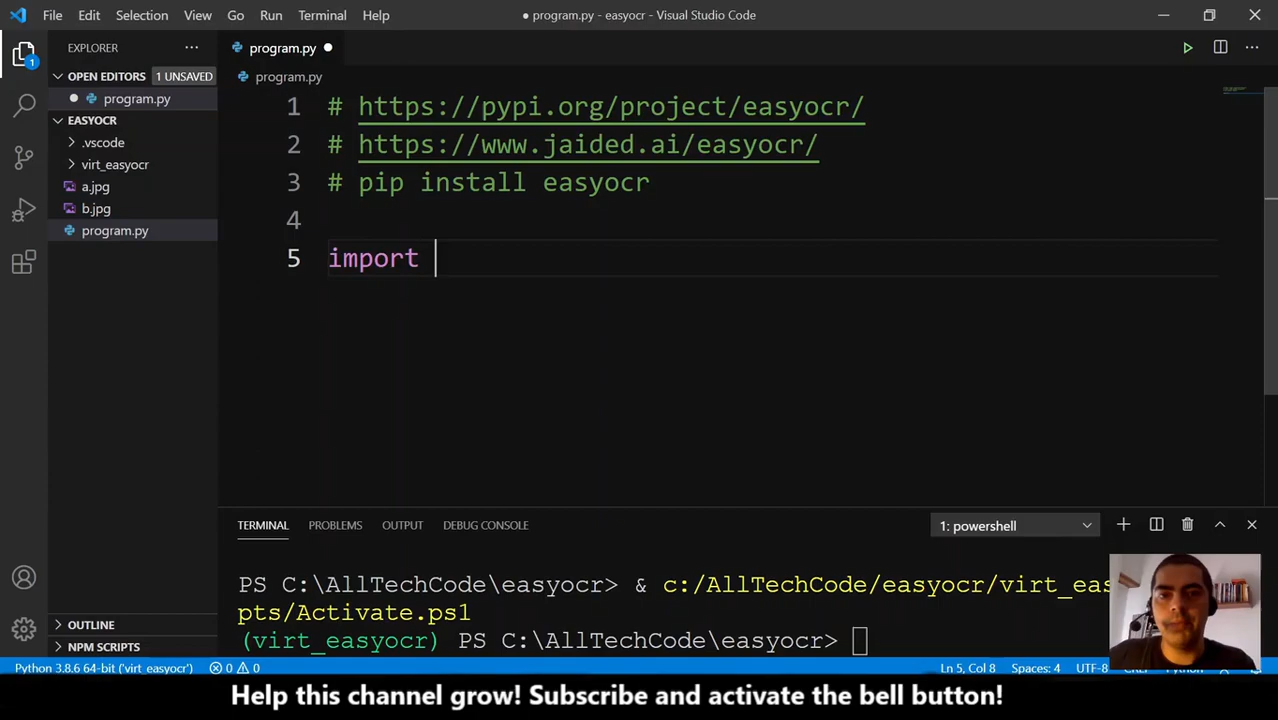 File Edit Selection View Go Run Terminal Help
● program.py - easyocr - Visual Studio Code
EXPLORER
program.py
1
OPEN EDITORS 1 UNSAVED
program.py
program.py
EASYOCR
.vscode
virt_easyocr
a.jpg
b.jpg
program.py
1 # https://pypi.org/project/easyocr/
2 # https://www.jaided.ai/easyocr/
3 # pip install easyocr
4
5 import
TERMINAL PROBLEMS OUTPUT DEBUG CONSOLE
1: powershell
PS C:\AllTechCode\easyocr> & c:/AllTechCode/easyocr/virt_eas
pts/Activate.ps1
(virt_easyocr) PS C:\AllTechCode\easyocr>
OUTLINE
NPM SCRIPTS
Python 3.8.6 64-bit ('virt_easyocr') 0 0 Ln 5, Col 8 Spaces: 4 UTF-8
Help this channel grow! Subscribe and activate the bell button!